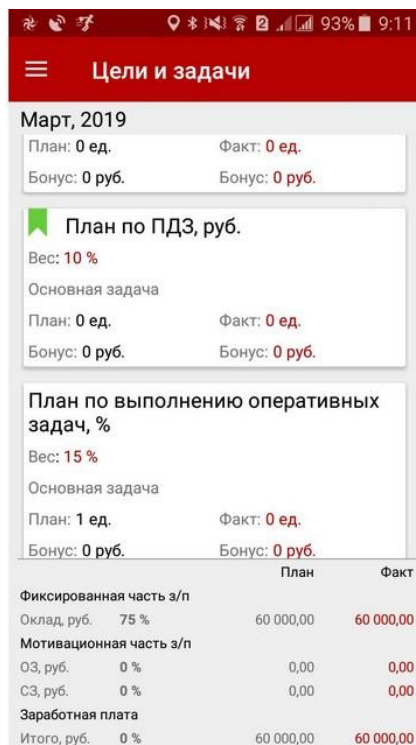 2 93% 9:11
Цели и задачи
Март, 2019
План: 0 ед. Факт: 0 ед.
Бонус: 0 руб. Бонус: 0 руб.
План по ПДЗ, руб.
Вес: 10 %
Основная задача
План: 0 ед. Факт: 0 ед.
Бонус: 0 руб. Бонус: 0 руб.
План по выполнению оперативных
задач, %
Вес: 15 %
Основная задача
План: 1 ед. Факт: 0 ед.
Бонус: 0 руб. Бонус: 0 руб.
План Факт
Фиксированная часть з/п
Оклад, руб. 75 % 60 000,00 60 000,00
Мотивационная часть з/п
ОЗ, руб. 0 % 0,00 0,00
СЗ, руб. 0 % 0,00 0,00
Заработная плата
Итого, руб. 0 % 60 000,00 60 000,00